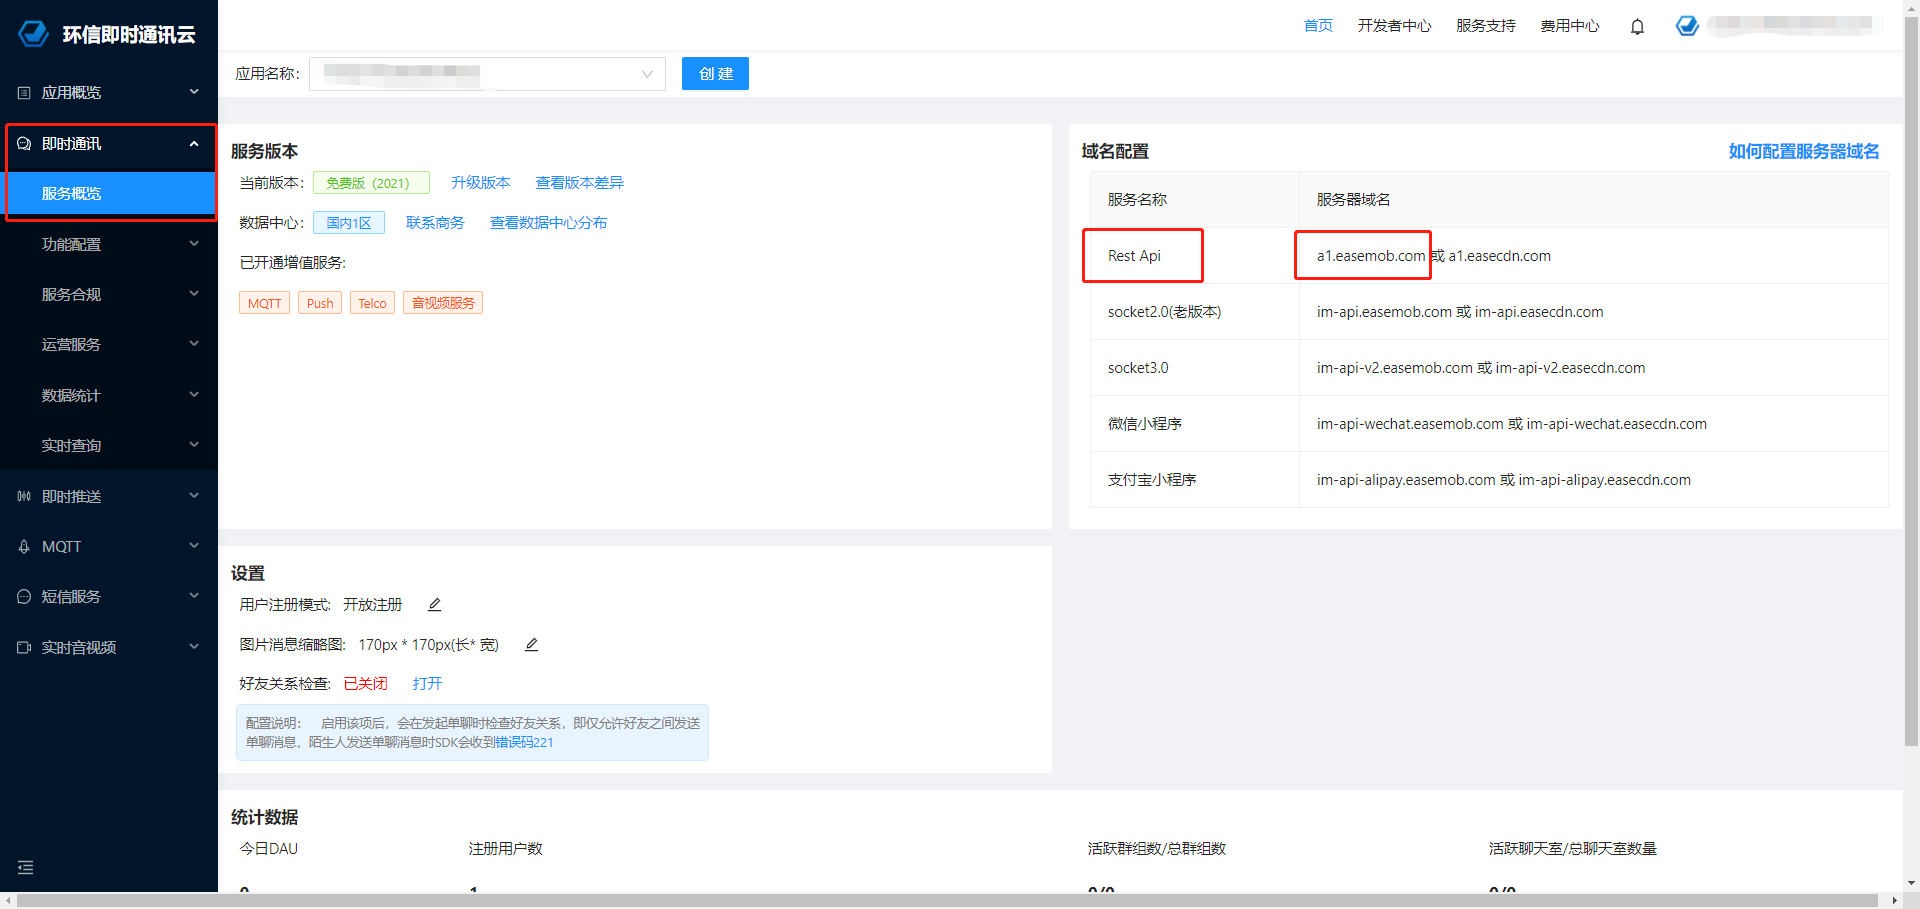 环信即时通讯云
首页 开发者中心 服务支持 费用中心
应用名称： 创 建
应用概览
即时通讯
服务概览
功能配置
服务合规
运营服务
数据统计
实时查询
即时推送
MQTT
短信服务
实时音视频
服务版本
当前版本： 免费版（2021） 升级版本 查看版本差异
数据中心： 国内1区 联系商务 查看数据中心分布
已开通增值服务:
MQTT Push Telco 音视频服务
域名配置 如何配置服务器域名
服务名称 服务器域名
Rest Api a1.easemob.com 或 a1.easecdn.com
socket2.0(老版本) im-api.easemob.com 或 im-api.easecdn.com
socket3.0 im-api-v2.easemob.com 或 im-api-v2.easecdn.com
微信小程序 im-api-wechat.easemob.com 或 im-api-wechat.easecdn.com
支付宝小程序 im-api-alipay.easemob.com 或 im-api-alipay.easecdn.com
设置
用户注册模式: 开放注册
图片消息缩略图: 170px * 170px(长* 宽)
好友关系检查: 已关闭 打开
配置说明： 启用该项后，会在发起单聊时检查好友关系，即仅允许好友之间发送
单聊消息，陌生人发送单聊消息时SDK会收到错误码221
统计数据
今日DAU 注册用户数 活跃群组数/总群组数 活跃聊天室/总聊天室数量